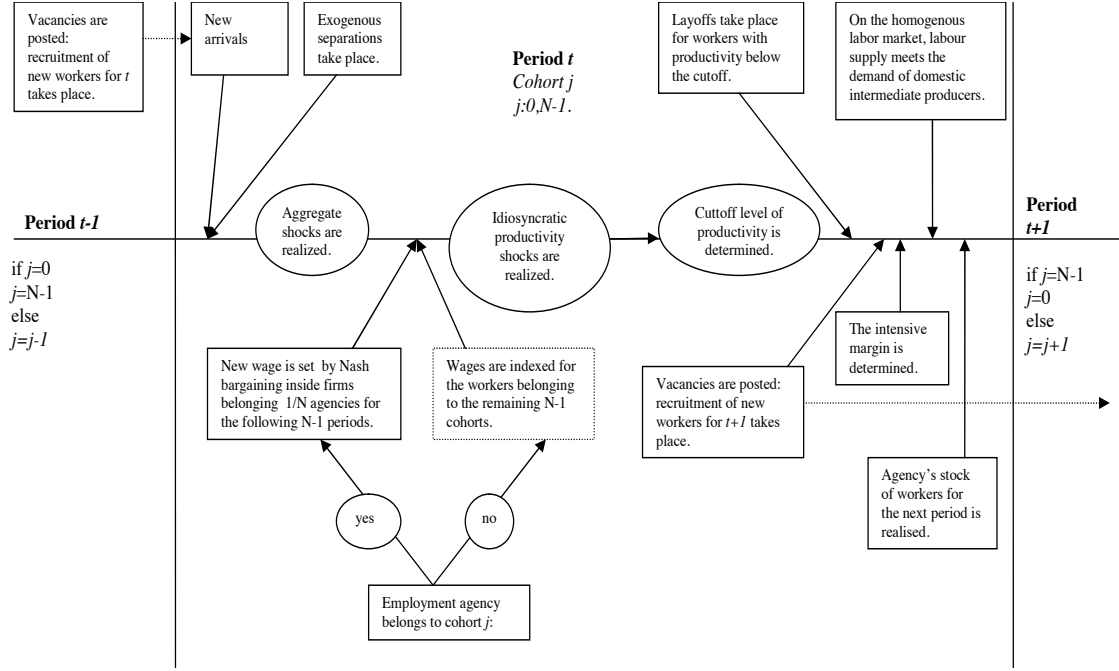 Vacancies are
posted:
recruitment of
new workers for t
takes place.
New
arrivals
Exogenous
separations
take place.
Period t
Cohort j
j:0,N-1.
Layoffs take place
for workers with
productivity below
the cutoff.
On the homogenous
labor market, labour
supply meets the
demand of domestic
intermediate producers.
Period t-1
Aggregate
shocks are
realized.
Idiosyncratic
productivity
shocks are
realized.
Cuttoff level of
productivity is
determined.
Period
t+1
if j=0
j=N-1
else
j=j-1
if j=N-1
j=0
else
j=j+1
New wage is set by Nash
bargaining inside firms
belonging 1/N agencies for
the following N-1 periods.
Wages are indexed for
the workers belonging
to the remaining N-1
cohorts.
Vacancies are posted:
recruitment of new
workers for t+1 takes
place.
The intensive
margin is
determined.
Agency's stock
of workers for
the next period is
realised.
yes
no
Employment agency
belongs to cohort j: